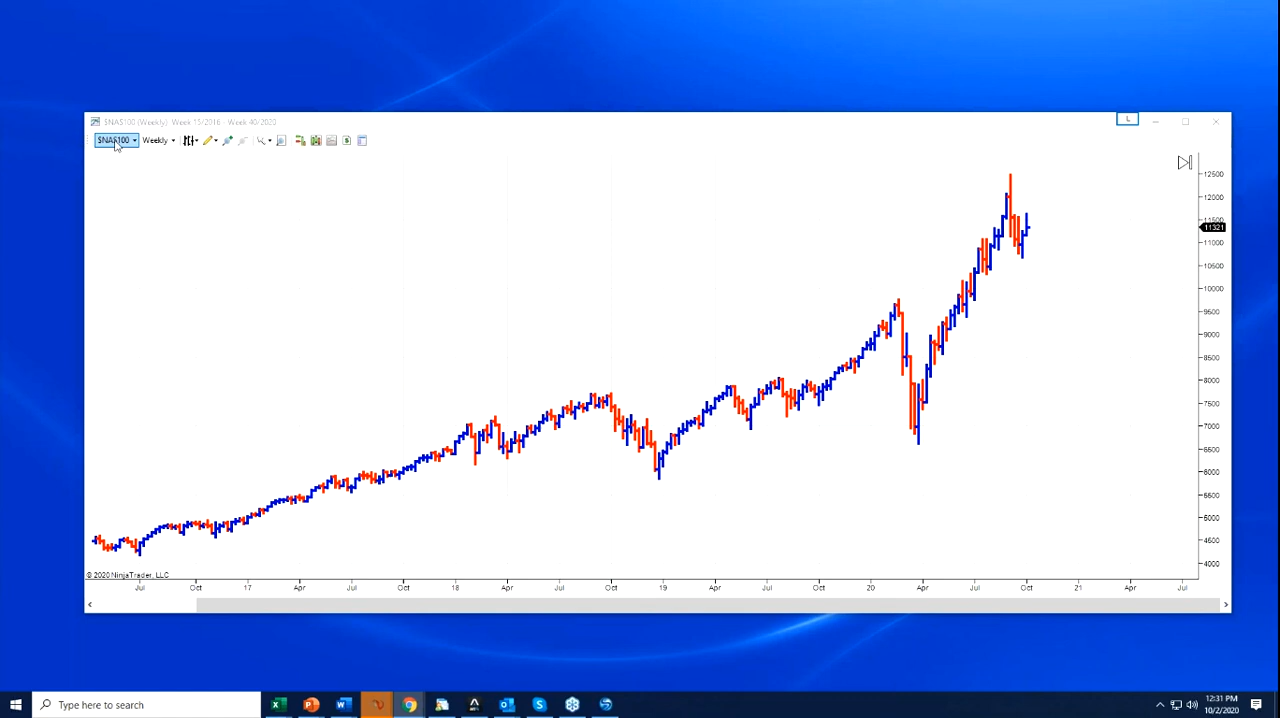 $NAS100 (Weekly) Week 15/2016 - Week 40/2020
L
$NAS100 Weekly
12500
12000
11500
11321
11000
10500
10000
9500
9000
8500
8000
7500
7000
6500
6000
5500
5000
4500
4000
© 2020 NinjaTrader, LLC
Jul Oct 17 Apr Jul Oct 18 Apr Jul Oct 19 Apr Jul Oct 20 Apr Jul Oct 21 Apr Jul
Type here to search
12:31 PM
10/2/2020